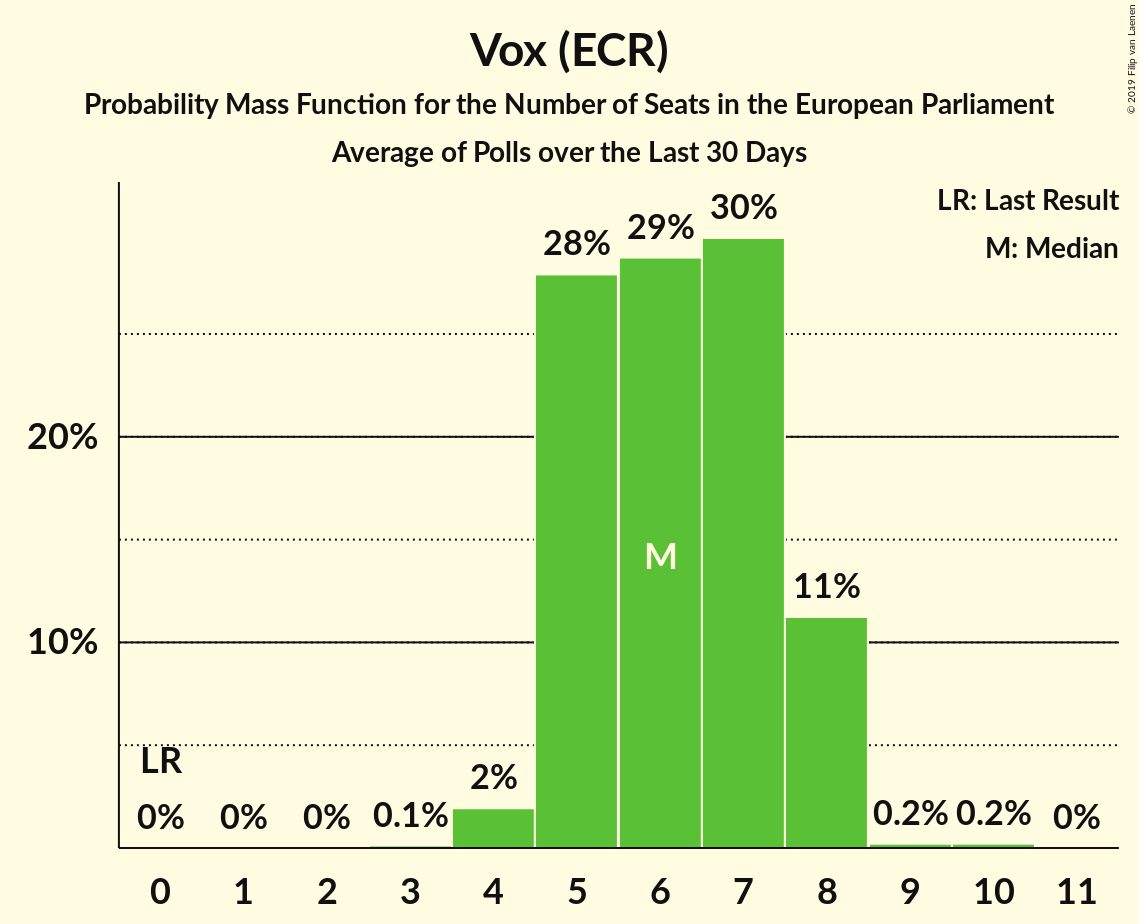 Vox (ECR)
Probability Mass Function for the Number of Seats in the European Parliament
Average of Polls over the Last 30 Days
© 2019 Filip van Laenen
LR: Last Result
M: Median
30%
29%
28%
20%
M
11%
10%
LR
2%
0% 0% 0% 0.1% 0.2% 0.2% 0%
0 1 2 3 4 5 6 7 8 9 10 11